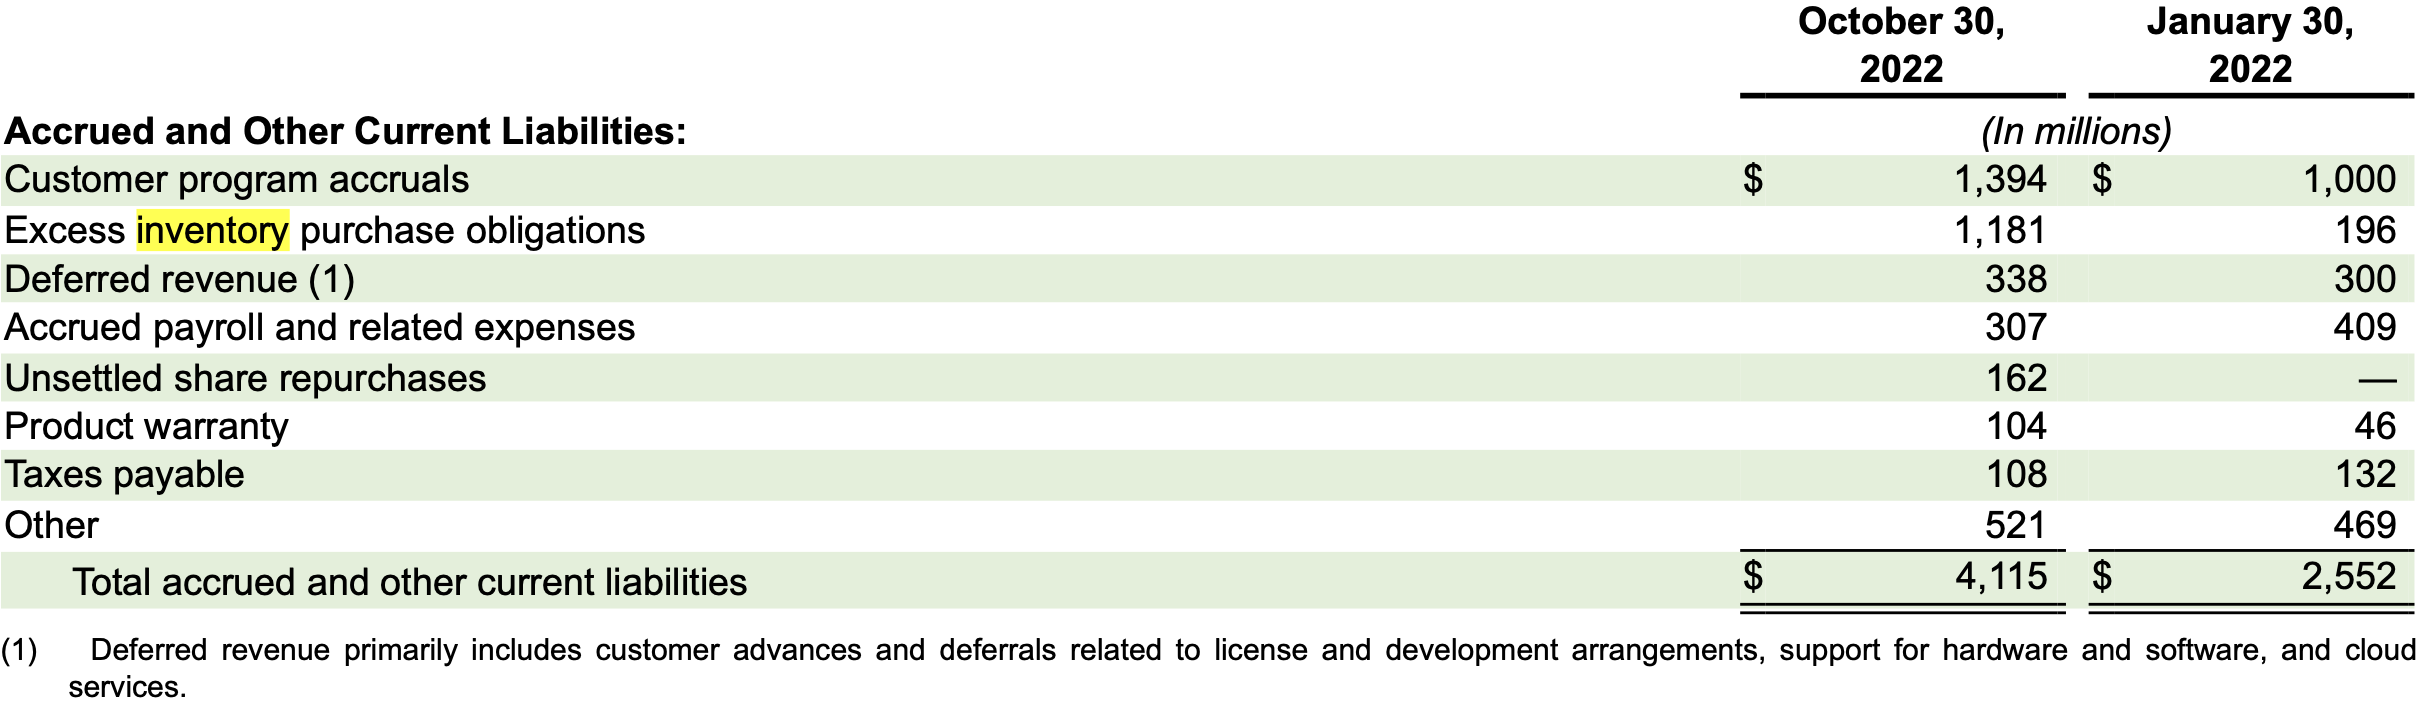 October 30, 2022 January 30, 2022
Accrued and Other Current Liabilities: (In millions)
Customer program accruals $ 1,394 $ 1,000
Excess inventory purchase obligations 1,181 196
Deferred revenue (1) 338 300
Accrued payroll and related expenses 307 409
Unsettled share repurchases 162 —
Product warranty 104 46
Taxes payable 108 132
Other 521 469
Total accrued and other current liabilities $ 4,115 $ 2,552
(1) Deferred revenue primarily includes customer advances and deferrals related to license and development arrangements, support for hardware and software, and cloud
services.